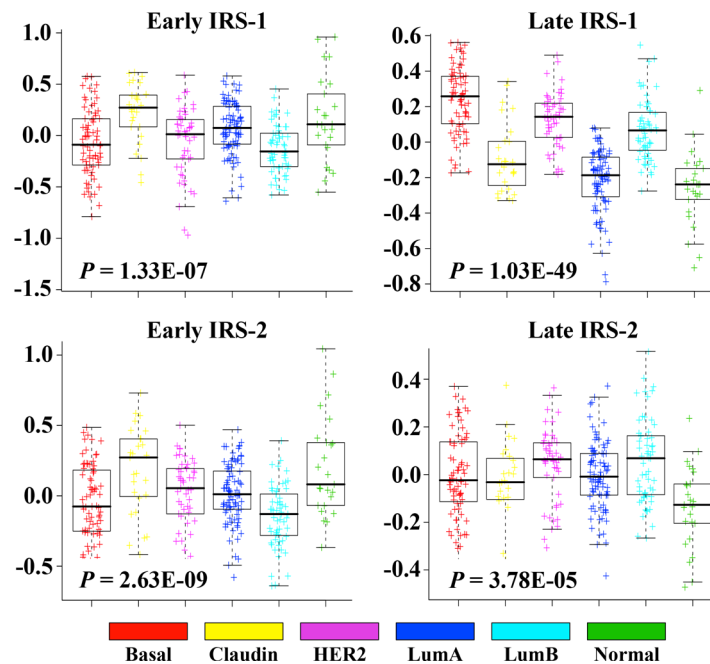 Early IRS-1
Late IRS-1
1.0
0.5
0.0
-0.5
-1.0
-1.5
P = 1.33E-07
0.6
0.4
0.2
0.0
-0.2
-0.4
-0.6
-0.8
P = 1.03E-49
Early IRS-2
Late IRS-2
1.0
0.5
0.0
-0.5
P = 2.63E-09
0.4
0.2
0.0
-0.2
-0.4
P = 3.78E-05
Basal Claudin HER2 LumA LumB Normal